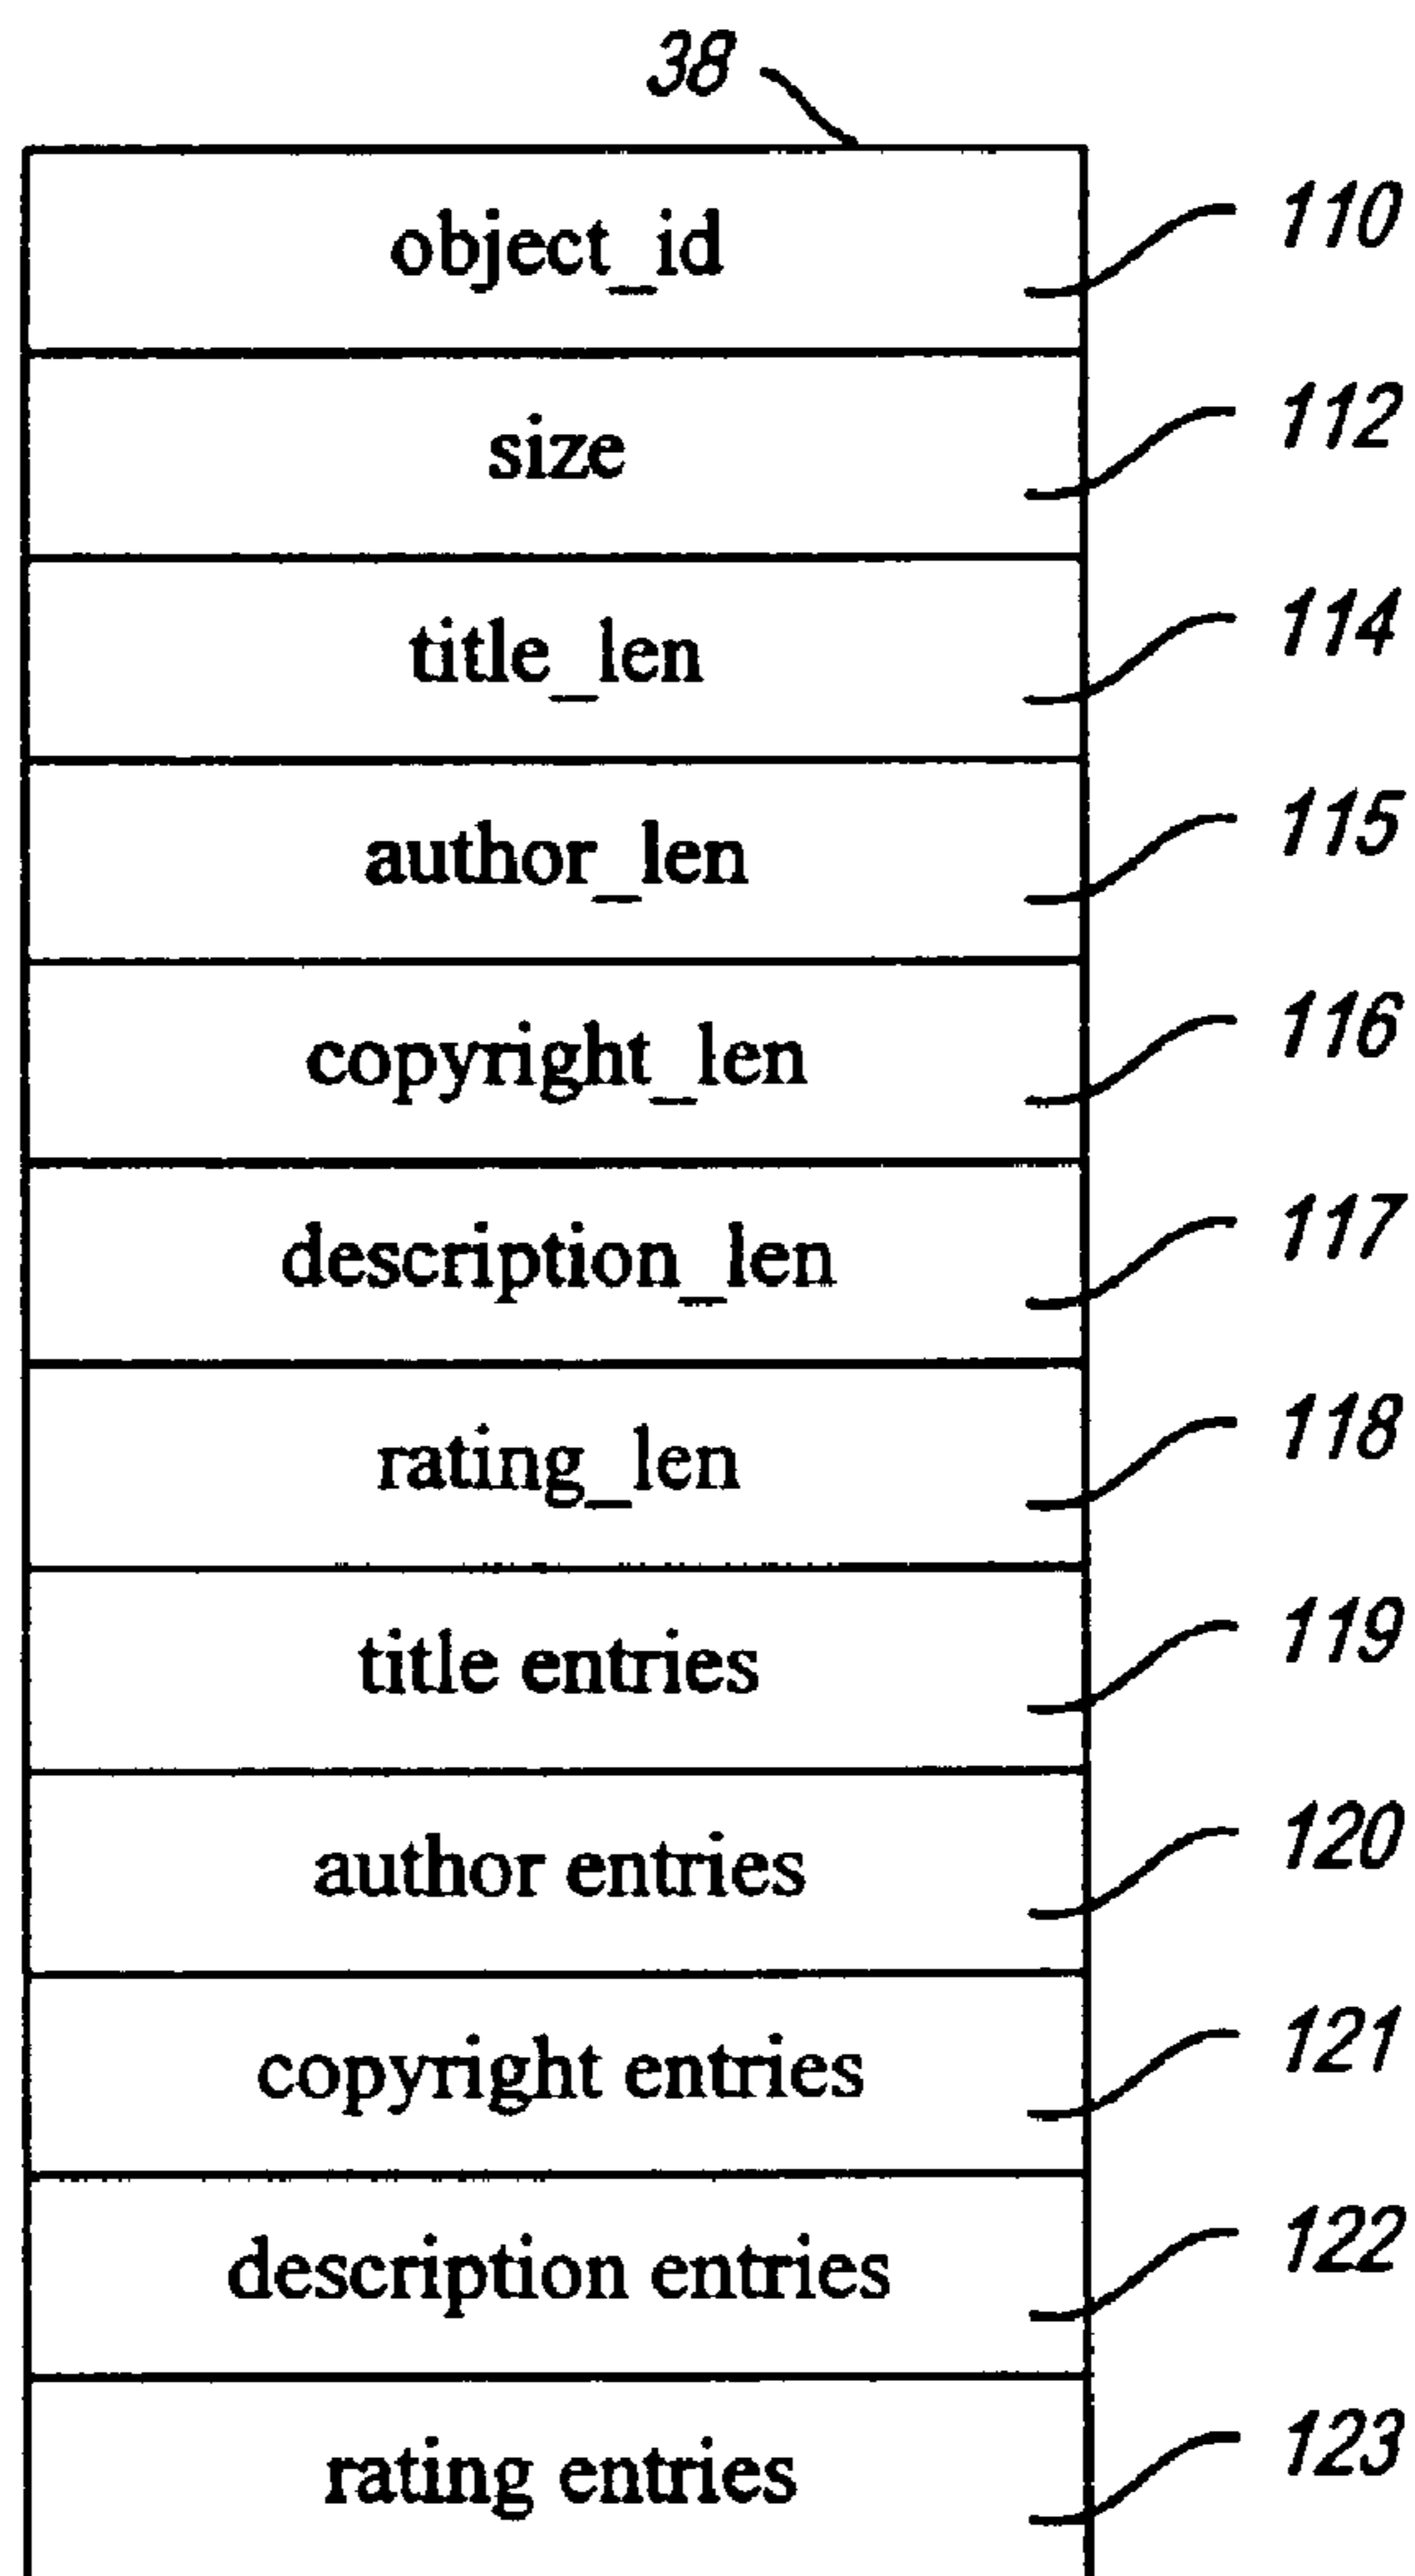 38
object_id 110
size 112
title_len 114
author_len 115
copyright_len 116
description_len 117
rating_len 118
title entries 119
author entries 120
copyright entries 121
description entries 122
rating entries 123